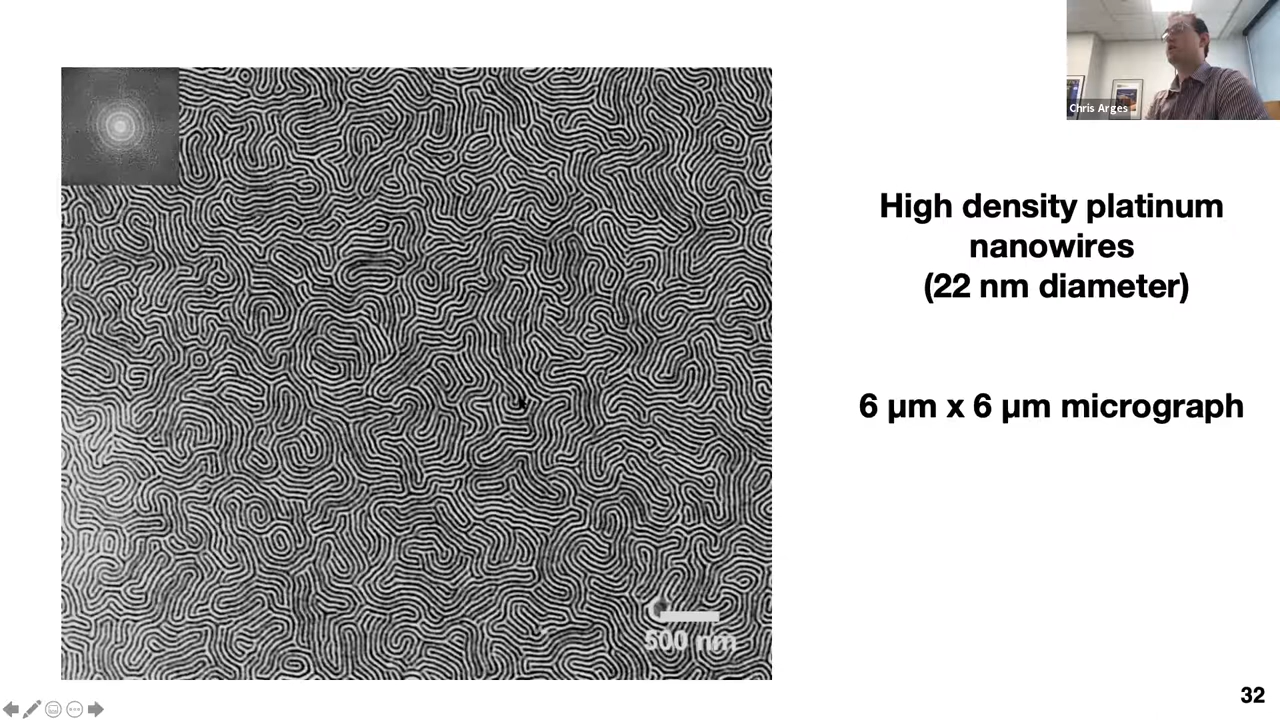 Chris Arges
High density platinum
nanowires
(22 nm diameter)
6 µm x 6 µm micrograph
500 nm
32